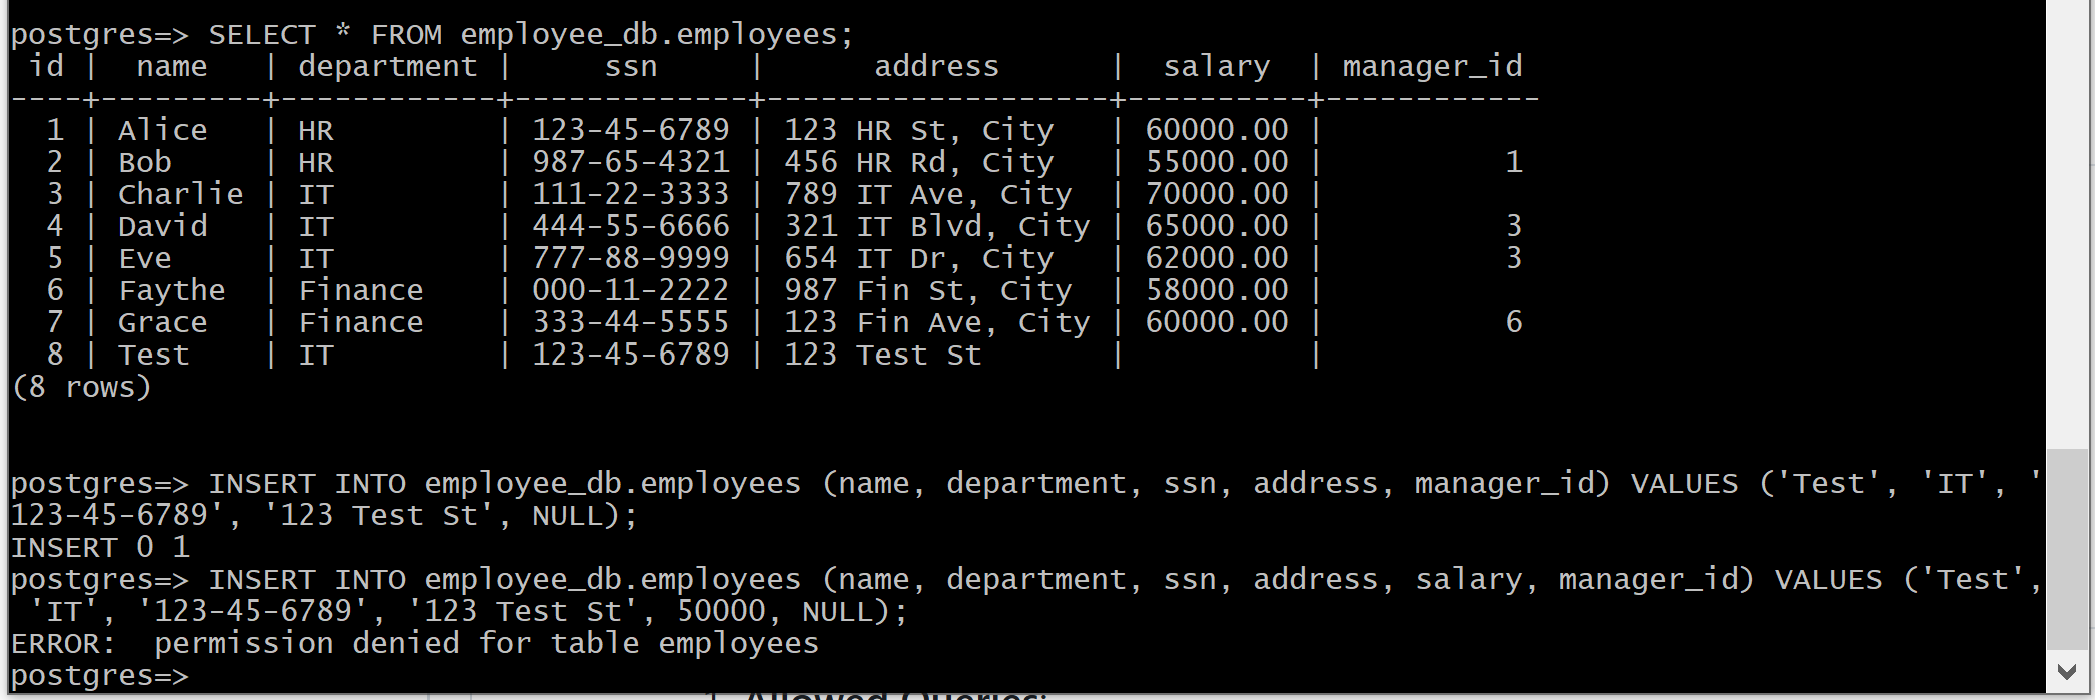 postgres=> SELECT * FROM employee_db.employees;
 id |  name   | department |     ssn     |      address      |  salary  | manager_id
----+---------+------------+-------------+-------------------+----------+------------
  1 | Alice   | HR         | 123-45-6789 | 123 HR St, City   | 60000.00 |
  2 | Bob     | HR         | 987-65-4321 | 456 HR Rd, City   | 55000.00 |          1
  3 | Charlie | IT         | 111-22-3333 | 789 IT Ave, City  | 70000.00 |
  4 | David   | IT         | 444-55-6666 | 321 IT Blvd, City | 65000.00 |          3
  5 | Eve     | IT         | 777-88-9999 | 654 IT Dr, City   | 62000.00 |          3
  6 | Faythe  | Finance    | 000-11-2222 | 987 Fin St, City  | 58000.00 |
  7 | Grace   | Finance    | 333-44-5555 | 123 Fin Ave, City | 60000.00 |          6
  8 | Test    | IT         | 123-45-6789 | 123 Test St       |          |
(8 rows)
postgres=> INSERT INTO employee_db.employees (name, department, ssn, address, manager_id) VALUES ('Test', 'IT', '
123-45-6789', '123 Test St', NULL);
INSERT 0 1
postgres=> INSERT INTO employee_db.employees (name, department, ssn, address, salary, manager_id) VALUES ('Test',
 'IT', '123-45-6789', '123 Test St', 50000, NULL);
ERROR:  permission denied for table employees
postgres=>
1. Allowed Queries: